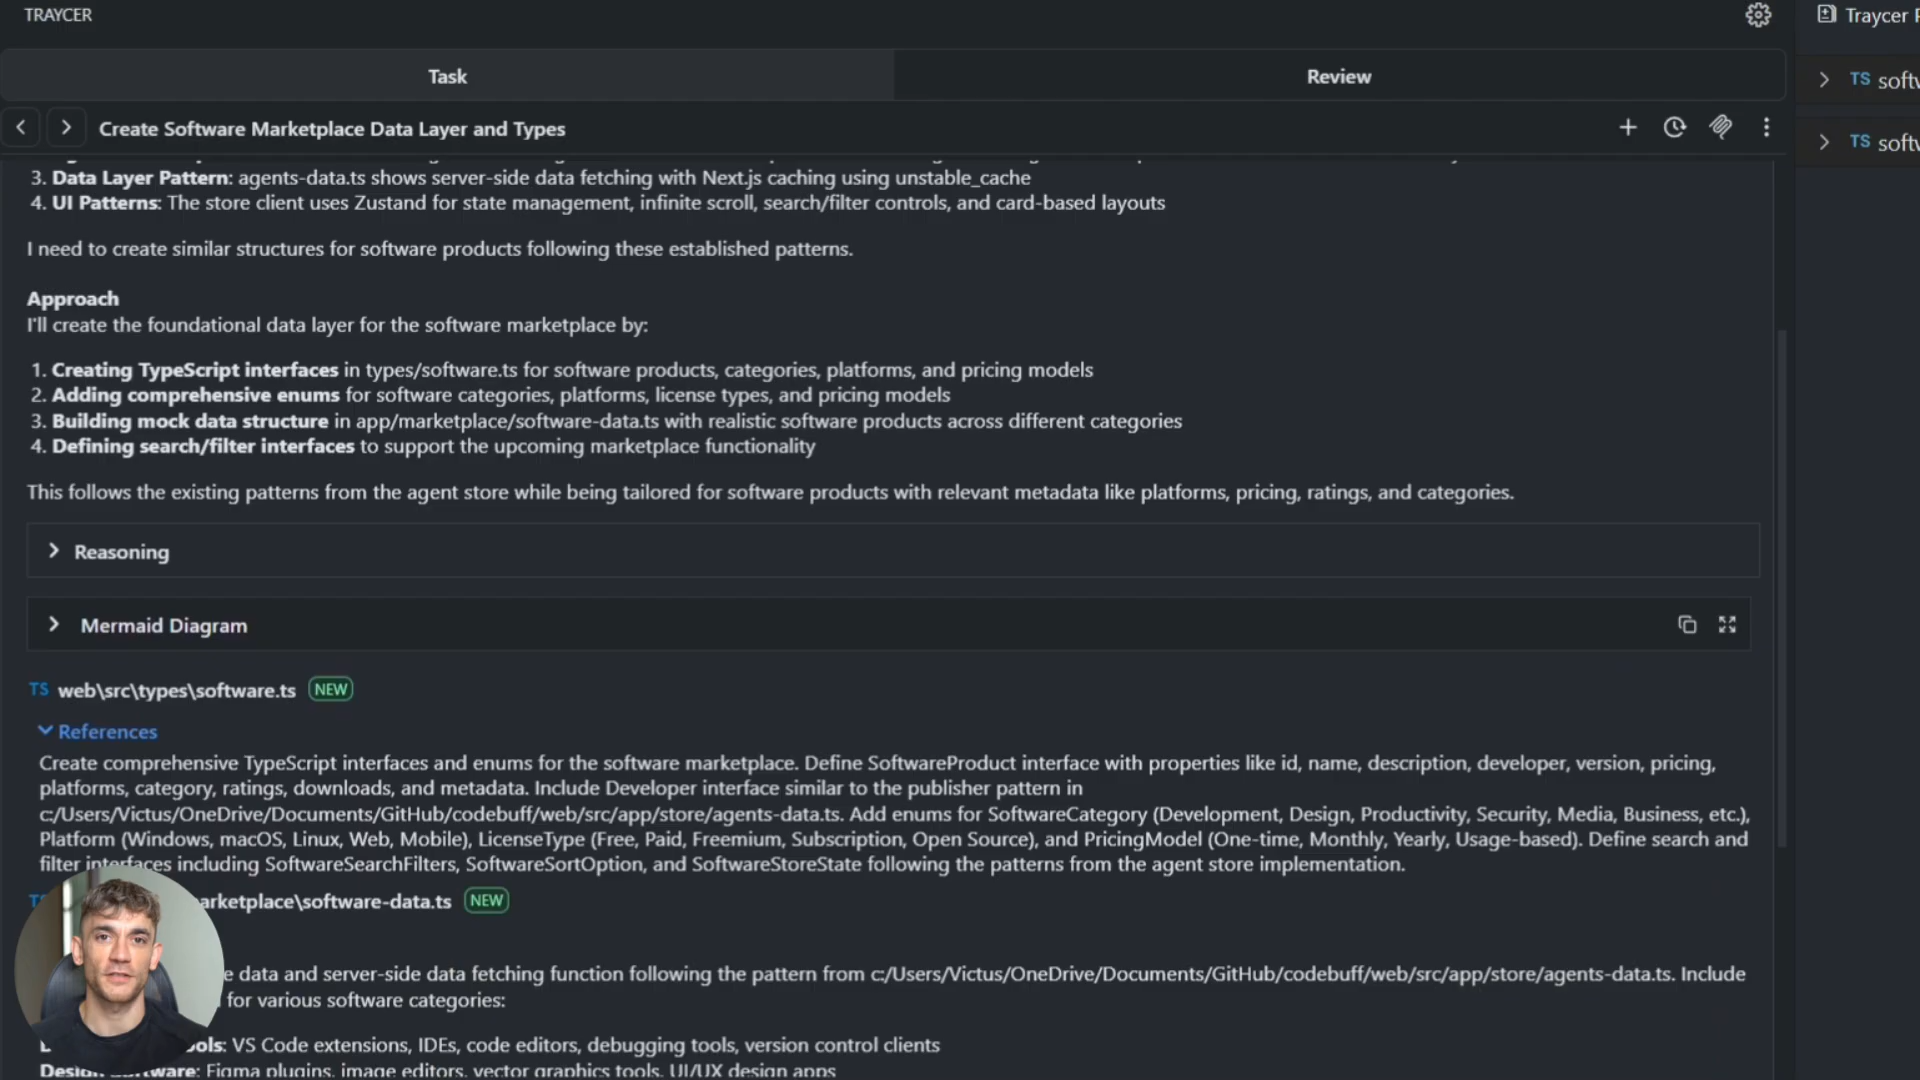 TRAYCER
Traycer
Task
Review
TS softw
Create Software Marketplace Data Layer and Types
TS softw
3. Data Layer Pattern: agents-data.ts shows server-side data fetching with Next.js caching using unstable_cache
4. UI Patterns: The store client uses Zustand for state management, infinite scroll, search/filter controls, and card-based layouts
I need to create similar structures for software products following these established patterns.
Approach
I'll create the foundational data layer for the software marketplace by:
1. Creating TypeScript interfaces in types/software.ts for software products, categories, platforms, and pricing models
2. Adding comprehensive enums for software categories, platforms, license types, and pricing models
3. Building mock data structure in app/marketplace/software-data.ts with realistic software products across different categories
4. Defining search/filter interfaces to support the upcoming marketplace functionality
This follows the existing patterns from the agent store while being tailored for software products with relevant metadata like platforms, pricing, ratings, and categories.
Reasoning
Mermaid Diagram
TS web\src\types\software.ts NEW
References
Create comprehensive TypeScript interfaces and enums for the software marketplace. Define SoftwareProduct interface with properties like id, name, description, developer, version, pricing,
platforms, category, ratings, downloads, and metadata. Include Developer interface similar to the publisher pattern in
c:/Users/Victus/OneDrive/Documents/GitHub/codebuff/web/src/app/store/agents-data.ts. Add enums for SoftwareCategory (Development, Design, Productivity, Security, Media, Business, etc.),
Platform (Windows, macOS, Linux, Web, Mobile), LicenseType (Free, Paid, Freemium, Subscription, Open Source), and PricingModel (One-time, Monthly, Yearly, Usage-based). Define search and
filter interfaces including SoftwareSearchFilters, SoftwareSortOption, and SoftwareStoreState following the patterns from the agent store implementation.
arketplace\software-data.ts NEW
e data and server-side data fetching function following the pattern from c:/Users/Victus/OneDrive/Documents/GitHub/codebuff/web/src/app/store/agents-data.ts. Include
for various software categories:
ols: VS Code extensions, IDEs, code editors, debugging tools, version control clients
Design Software: Figma plugins, image editors, vector graphics tools, UI/UX design apps